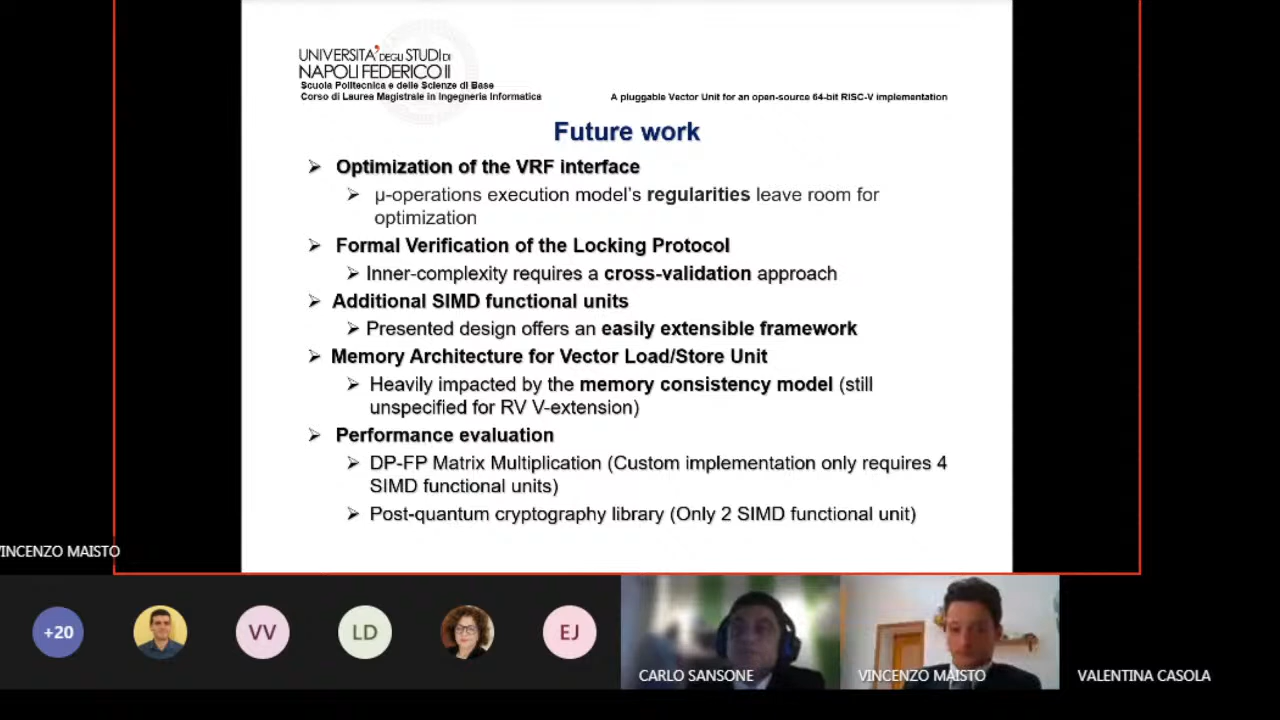 UNIVERSITA' DEGLI STUDI DI
NAPOLI FEDERICO II
Scuola Politecnica e delle Scienze di Base
Corso di Laurea Magistrale in Ingegneria Informatica
A pluggable Vector Unit for an open-source 64-bit RISC-V implementation
Future work
➢ Optimization of the VRF interface
➢ μ-operations execution model's regularities leave room for
optimization
➢ Formal Verification of the Locking Protocol
➢ Inner-complexity requires a cross-validation approach
➢ Additional SIMD functional units
➢ Presented design offers an easily extensible framework
➢ Memory Architecture for Vector Load/Store Unit
➢ Heavily impacted by the memory consistency model (still
unspecified for RV V-extension)
➢ Performance evaluation
➢ DP-FP Matrix Multiplication (Custom implementation only requires 4
SIMD functional units)
➢ Post-quantum cryptography library (Only 2 SIMD functional unit)
VINCENZO MAISTO
+20
VV
LD
EJ
CARLO SANSONE
VINCENZO MAISTO
VALENTINA CASOLA